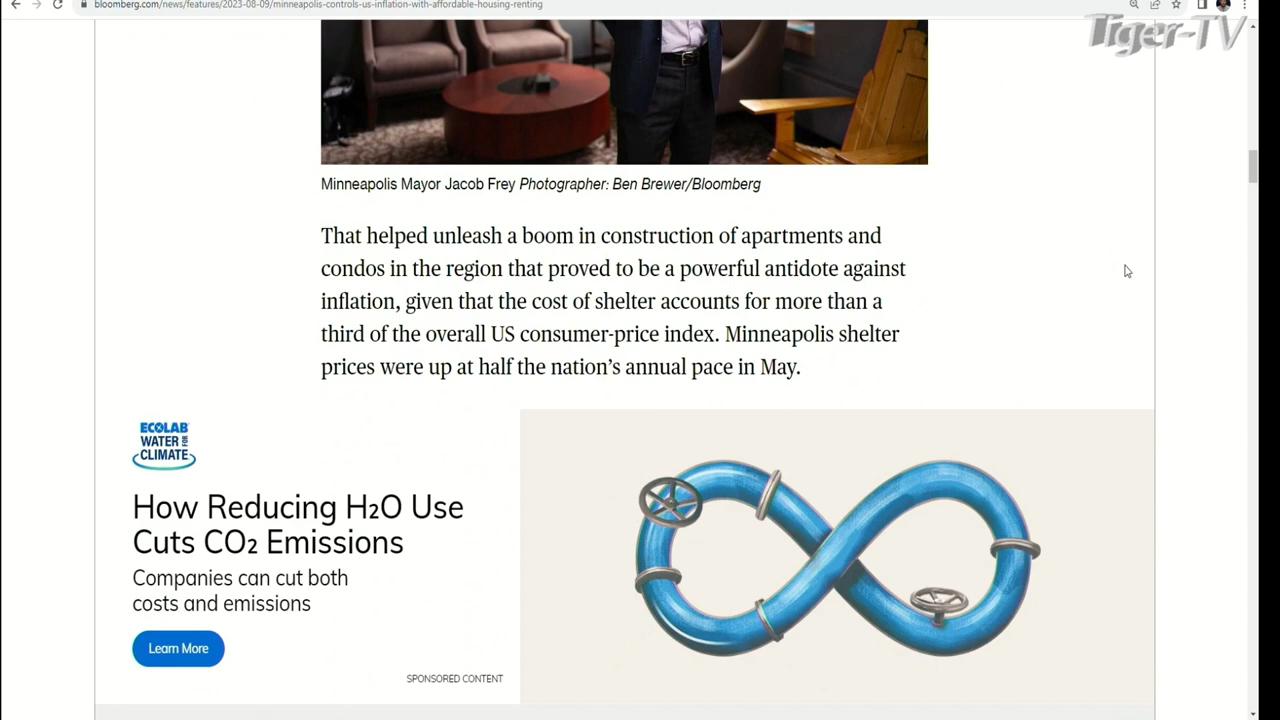 bloomberg.com/news/features/2023-08-09/minneapolis-controls-us-inflation-with-affordable-housing-renting
Tiger-TV
Minneapolis Mayor Jacob Frey Photographer: Ben Brewer/Bloomberg
That helped unleash a boom in construction of apartments and
condos in the region that proved to be a powerful antidote against
inflation, given that the cost of shelter accounts for more than a
third of the overall US consumer-price index. Minneapolis shelter
prices were up at half the nation’s annual pace in May.
ECOLAB
WATER FOR
CLIMATE
How Reducing H₂O Use
Cuts CO₂ Emissions
Companies can cut both
costs and emissions
Learn More
SPONSORED CONTENT